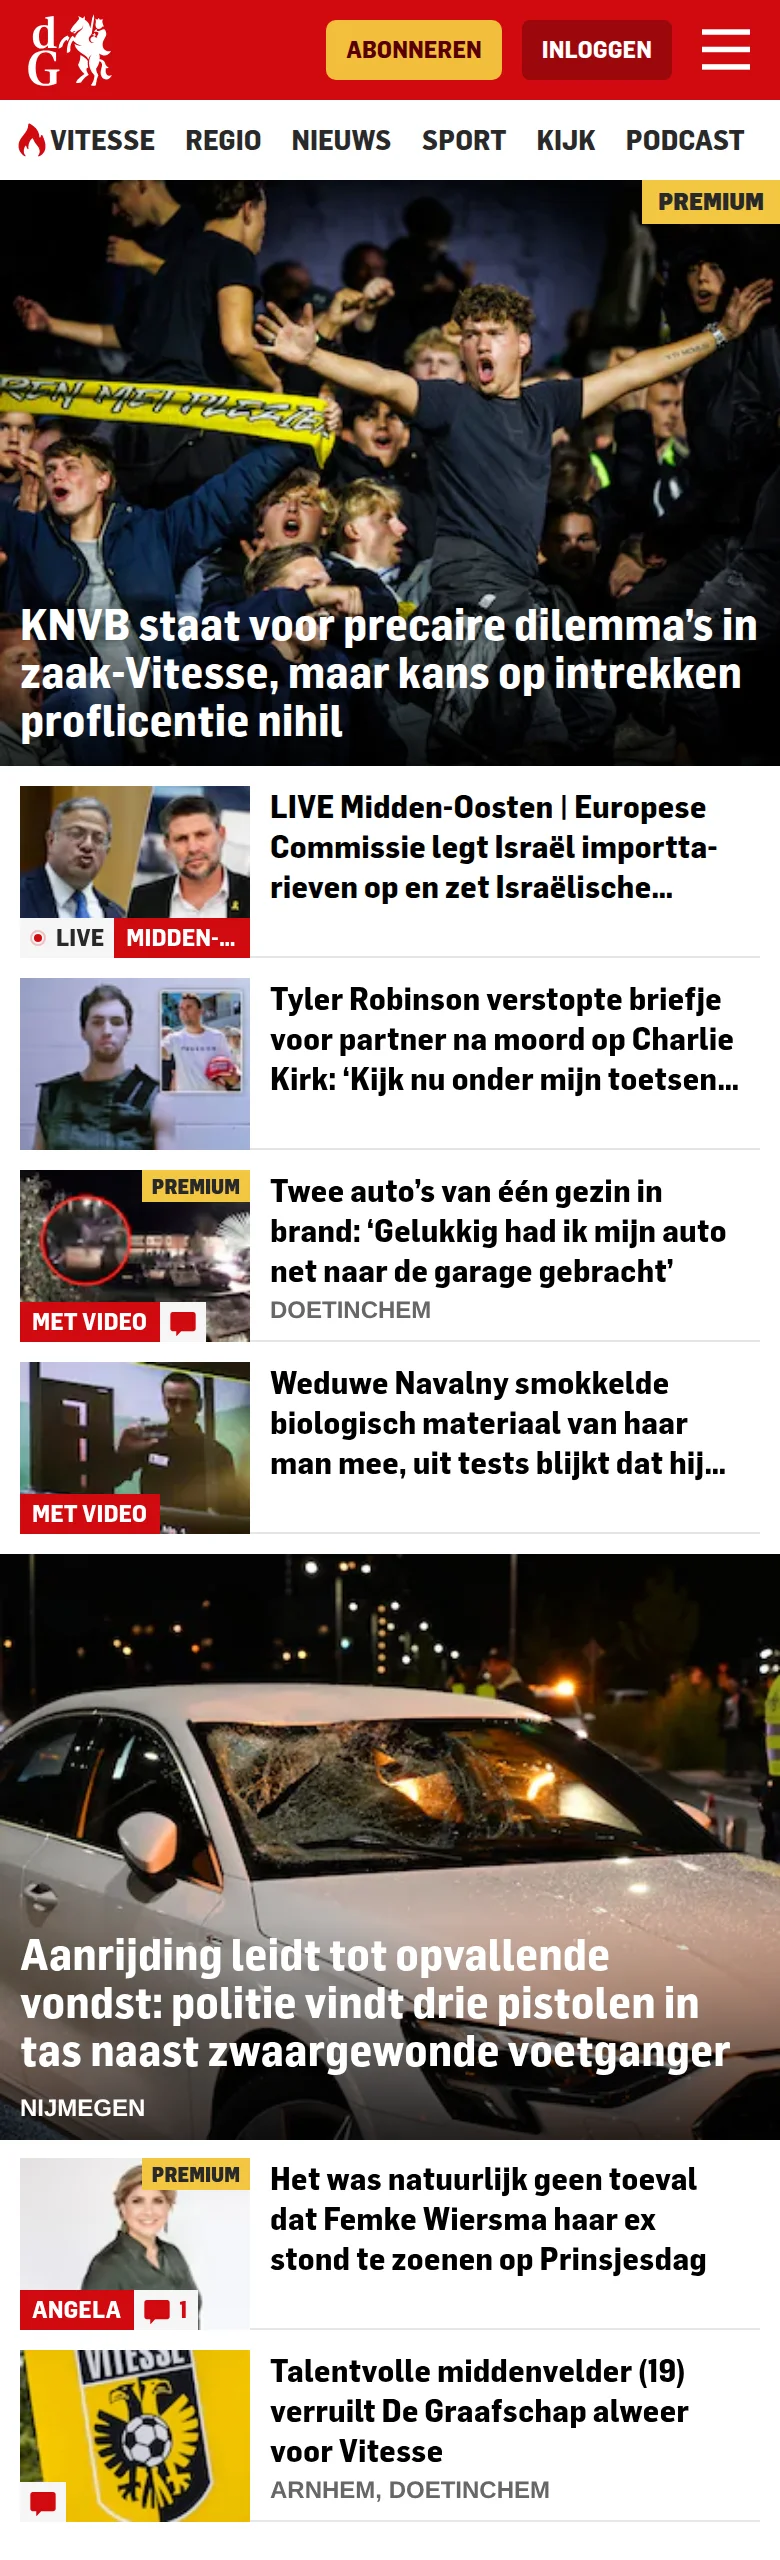 dG
ABONNEREN
INLOGGEN
VITESSE REGIO NIEUWS SPORT KIJK PODCAST
PREMIUM
REN MET PLEZIER
KNVB staat voor precaire dilemma’s in
zaak-Vitesse, maar kans op intrekken
proflicentie nihil
LIVE Midden-Oosten | Europese
Commissie legt Israël importta-
rieven op en zet Israëlische...
LIVE MIDDEN-...
Tyler Robinson verstopte briefje
voor partner na moord op Charlie
Kirk: ‘Kijk nu onder mijn toetsen...
PREMIUM
Twee auto’s van één gezin in
brand: ‘Gelukkig had ik mijn auto
net naar de garage gebracht’
DOETINCHEM
MET VIDEO
Weduwe Navalny smokkelde
biologisch materiaal van haar
man mee, uit tests blijkt dat hij...
MET VIDEO
Aanrijding leidt tot opvallende
vondst: politie vindt drie pistolen in
tas naast zwaargewonde voetganger
NIJMEGEN
PREMIUM
Het was natuurlijk geen toeval
dat Femke Wiersma haar ex
stond te zoenen op Prinsjesdag
ANGELA 1
VITESSE
Talentvolle middenvelder (19)
verruilt De Graafschap alweer
voor Vitesse
ARNHEM, DOETINCHEM